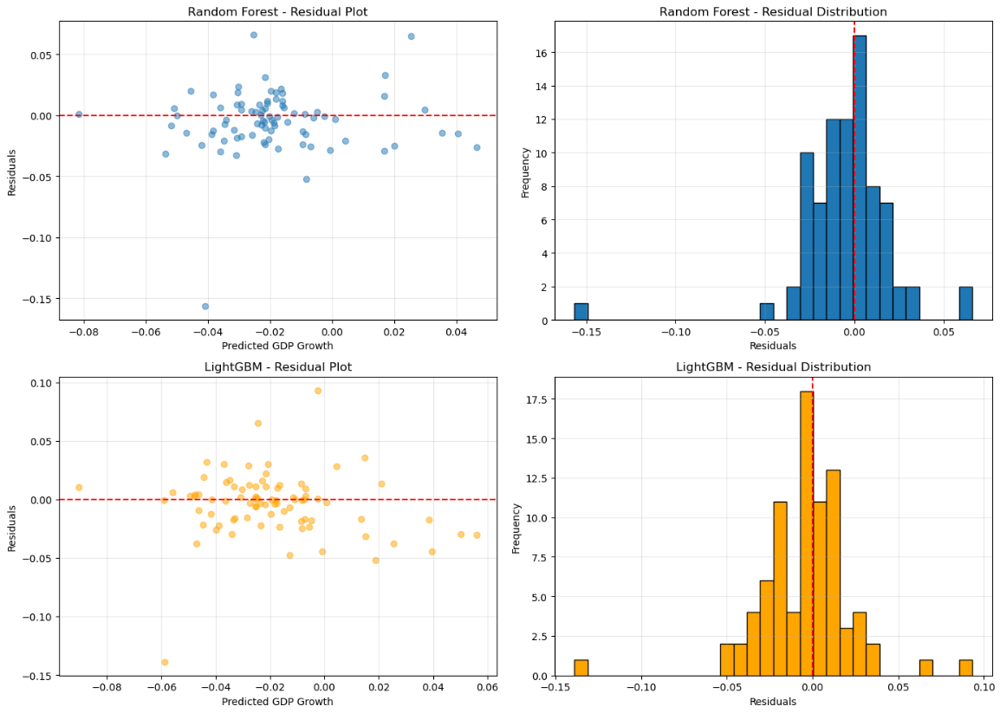 Random Forest - Residual Plot
Residuals
0.05
0.00
−0.05
−0.10
−0.15
−0.08 −0.06 −0.04 −0.02 0.00 0.02 0.04
Predicted GDP Growth
Random Forest - Residual Distribution
Frequency
16
14
12
10
8
6
4
2
0
−0.15 −0.10 −0.05 0.00 0.05
Residuals
LightGBM - Residual Plot
Residuals
0.10
0.05
0.00
−0.05
−0.10
−0.15
−0.08 −0.06 −0.04 −0.02 0.00 0.02 0.04 0.06
Predicted GDP Growth
LightGBM - Residual Distribution
Frequency
17.5
15.0
12.5
10.0
7.5
5.0
2.5
0.0
−0.15 −0.10 −0.05 0.00 0.05 0.10
Residuals